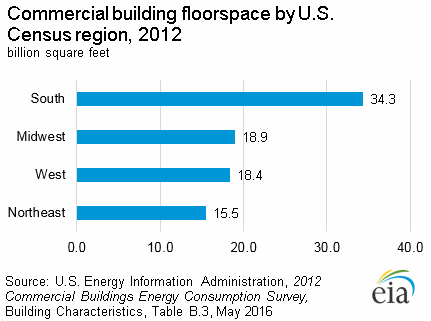 Commercial building floorspace by U.S.
Census region, 2012
billion square feet
South 34.3
Midwest 18.9
West 18.4
Northeast 15.5
0.0 10.0 20.0 30.0 40.0
Source: U.S. Energy Information Administration, 2012
Commercial Buildings Energy Consumption Survey,
Building Characteristics, Table B.3, May 2016
eia